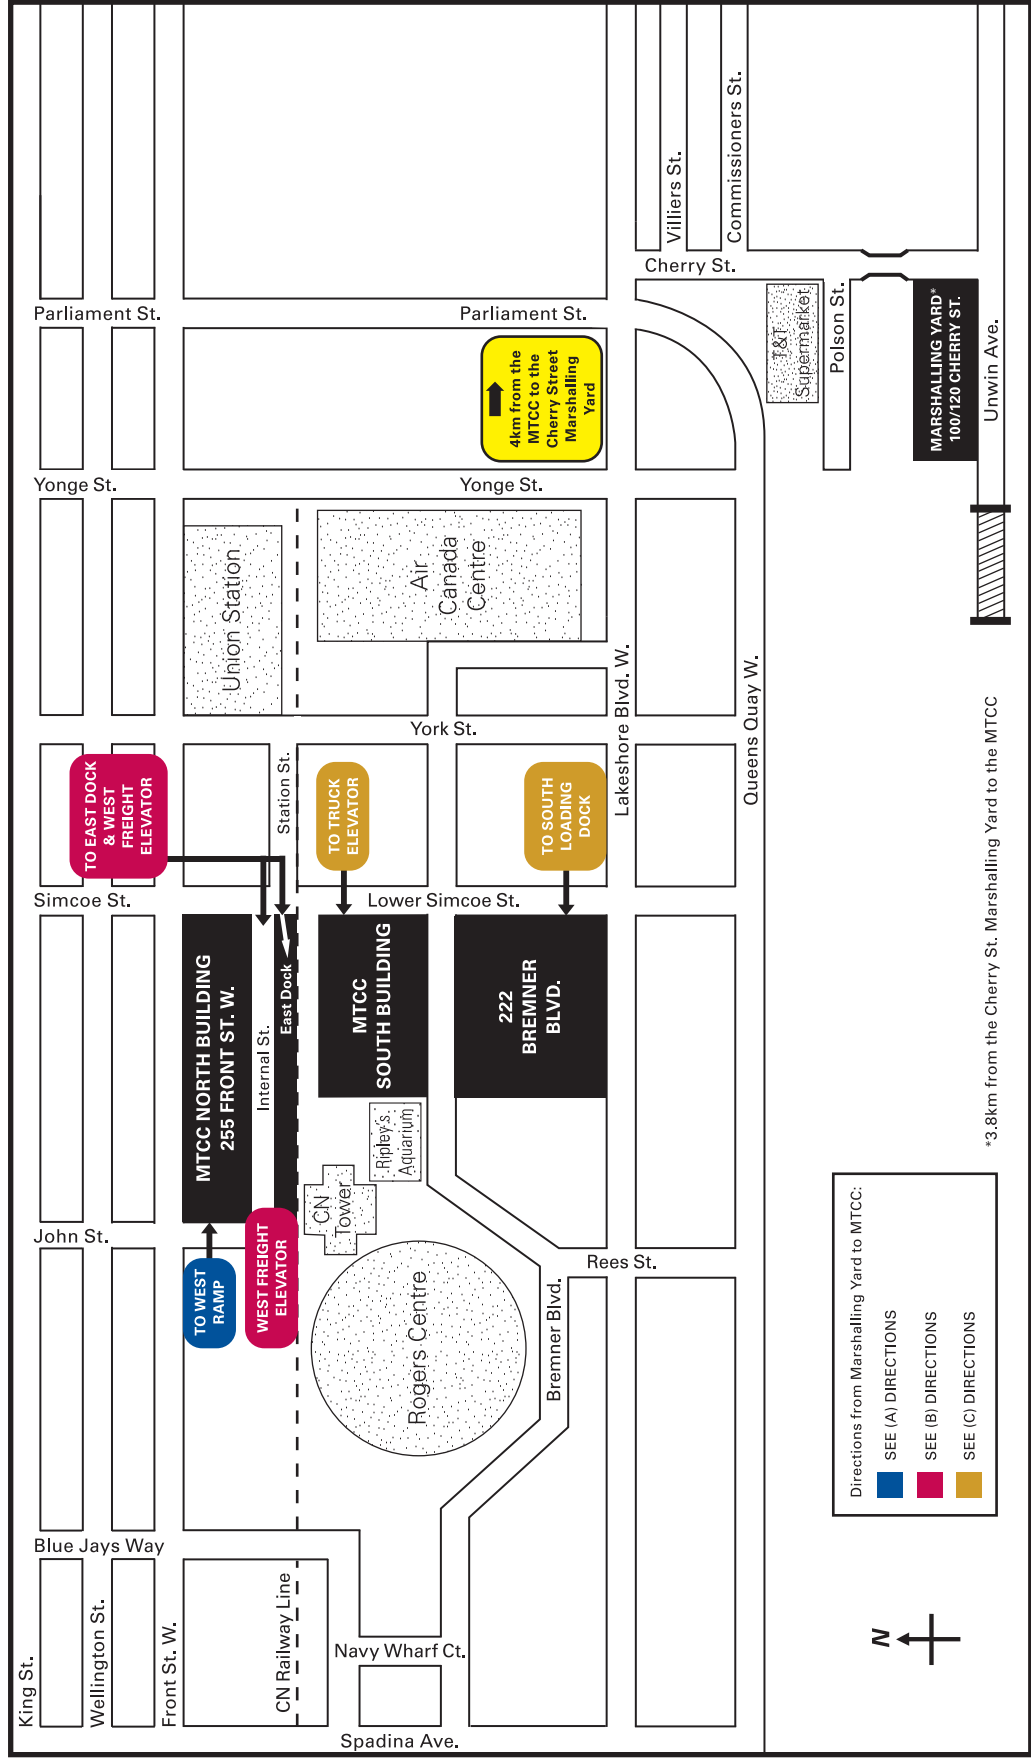 King St.
Wellington St.
Front St. W.
CN Railway Line
Spadina Ave.
Navy Wharf Ct.
Blue Jays Way
John St.
Simcoe St.
Yonge St.
Parliament St.
TO WEST
RAMP
WEST FREIGHT
ELEVATOR
MTCC NORTH BUILDING
255 FRONT ST. W.
Internal St.
East Dock
TO EAST DOCK
& WEST
FREIGHT
ELEVATOR
Station St.
Union Station
CN
Tower
Rogers Centre
Ripley's
Aquarium
MTCC
SOUTH BUILDING
TO TRUCK
ELEVATOR
Lower Simcoe St.
York St.
Air
Canada
Centre
Yonge St.
Parliament St.
4km from the
MTCC to the
Cherry Street
Marshalling
Yard
Bremner Blvd.
Rees St.
222
BREMNER
BLVD.
TO SOUTH
LOADING
DOCK
Lakeshore Blvd. W.
Queens Quay W.
Cherry St.
Villiers St.
Commissioners St.
T&T
Supermarket
Polson St.
MARSHALLING YARD*
100/120 CHERRY ST.
Unwin Ave.
N
Directions from Marshalling Yard to MTCC:
SEE (A) DIRECTIONS
SEE (B) DIRECTIONS
SEE (C) DIRECTIONS
*3.8km from the Cherry St. Marshalling Yard to the MTCC